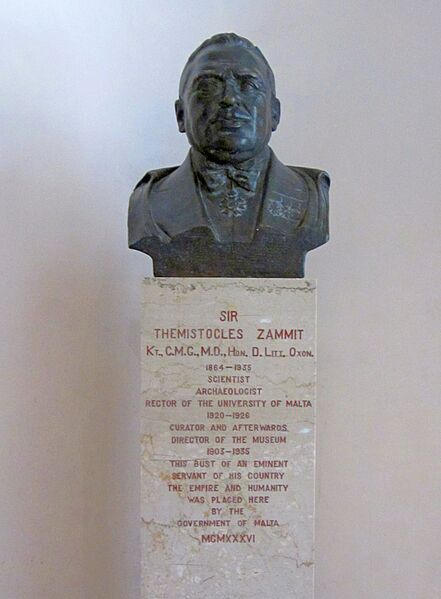 SIR
THEMISTOCLES ZAMMIT
KT., C.M.G., M.D., HON. D. LITT. OXON.
1864-1935
SCIENTIST
ARCHAEOLOGIST
RECTOR OF THE UNIVERSITY OF MALTA
1920-1926
CURATOR AND AFTERWARDS
DIRECTOR OF THE MUSEUM
1903-1935
THIS BUST OF AN EMINENT
SERVANT OF HIS COUNTRY
THE EMPIRE AND HUMANITY
WAS PLACED HERE
BY THE
GOVERNMENT OF MALTA
MCMXXXVI